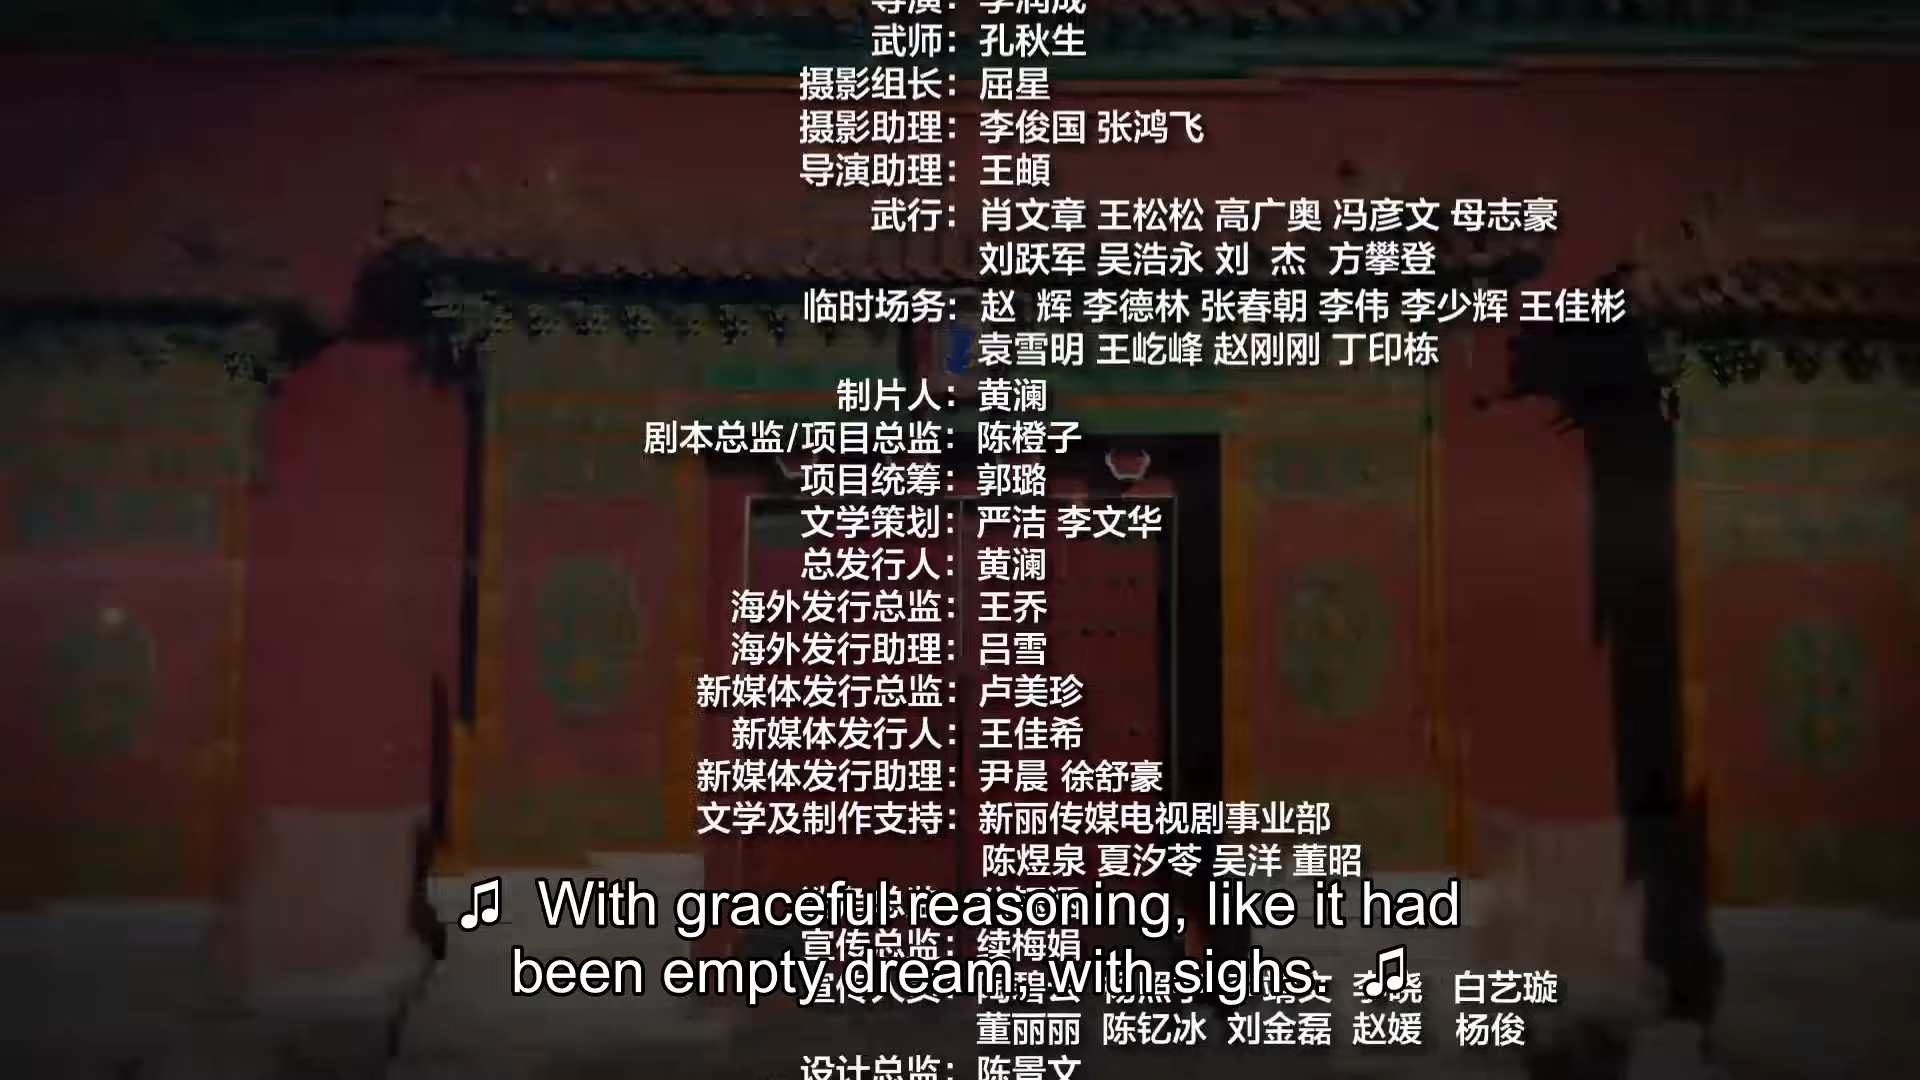 导演：李润成
武师：孔秋生
摄影组长：屈星
摄影助理：李俊国 张鸿飞
导演助理：王頔
武行：肖文章 王松松 高广奥 冯彦文 母志豪
刘跃军 吴浩永 刘 杰 方攀登
临时场务：赵 辉 李德林 张春朝 李伟 李少辉 王佳彬
袁雪明 王屹峰 赵刚刚 丁印栋
制片人：黄澜
剧本总监/项目总监：陈橙子
项目统筹：郭璐
文学策划：严洁 李文华
总发行人：黄澜
海外发行总监：王乔
海外发行助理：吕雪
新媒体发行总监：卢美珍
新媒体发行人：王佳希
新媒体发行助理：尹晨 徐舒豪
文学及制作支持：新丽传媒电视剧事业部
陈煜泉 夏汐苓 吴洋 董昭
♫ With graceful reasoning, like it had
宣传总监：续梅娟
been empty dream, with sighs. ♫
白艺璇
董丽丽 陈钇冰 刘金磊 赵媛 杨俊
设计总监：陈景文